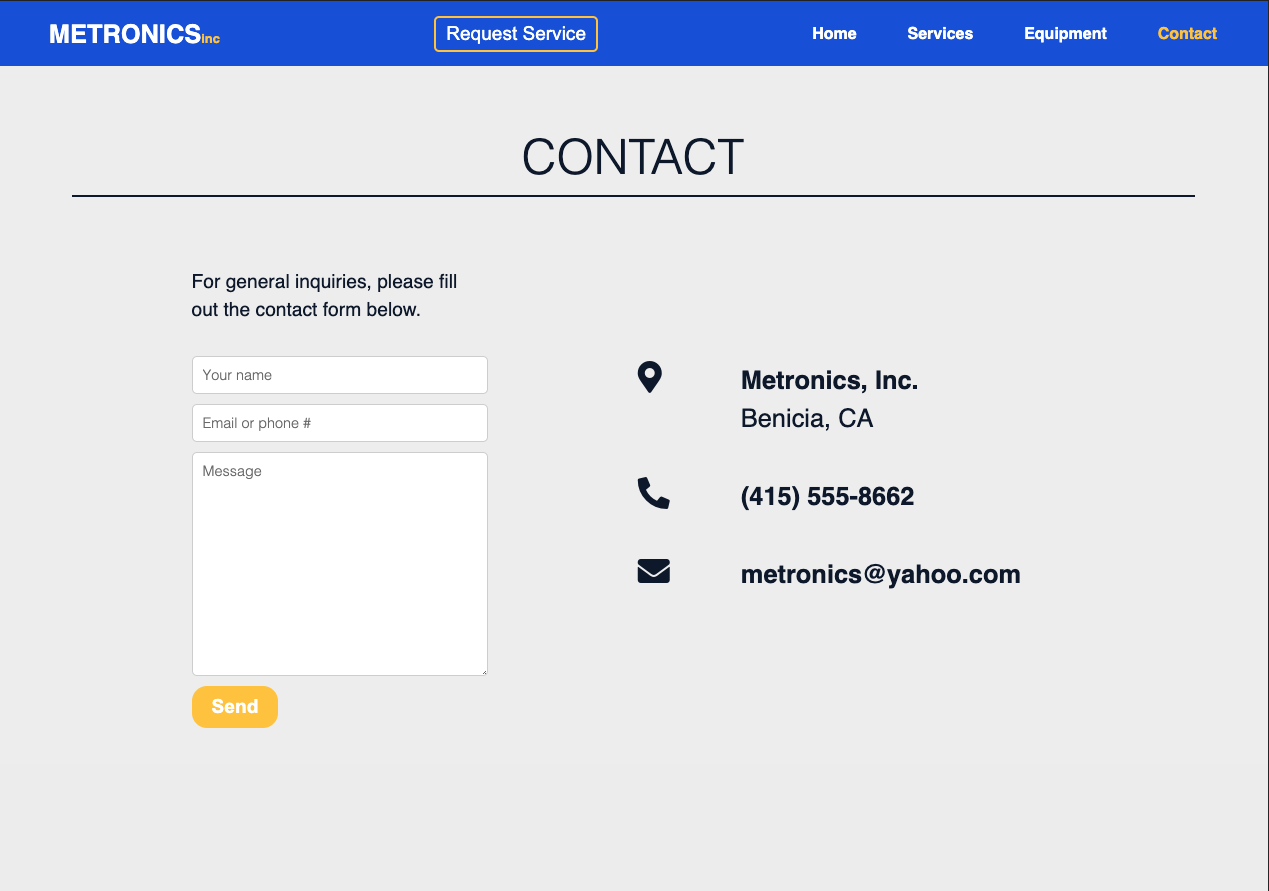 METRONICSinc
Request Service
Home
Services
Equipment
Contact
CONTACT
For general inquiries, please fill
out the contact form below.
Your name
Email or phone #
Message
Send
Metronics, Inc.
Benicia, CA
(415) 555-8662
metronics@yahoo.com